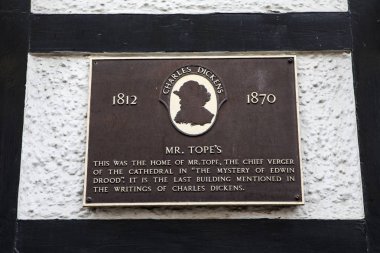 CHARLES DICKENS
1812 1870
MR. TOPE'S
THIS WAS THE HOME OF MR. TOPE, THE CHIEF VERGER
OF THE CATHEDRAL IN "THE MYSTERY OF EDWIN
DROOD". IT IS THE LAST BUILDING MENTIONED IN
THE WRITINGS OF CHARLES DICKENS.